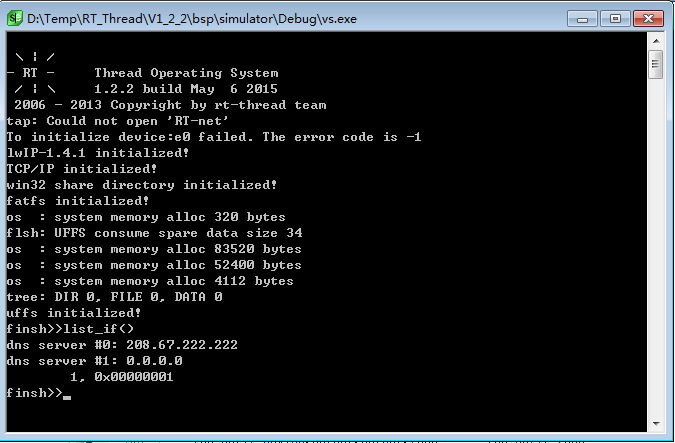 D:\Temp\RT_Thread\V1_2_2\bsp\simulator\Debug\vs.exe
 \ | /
- RT -     Thread Operating System
 / | \     1.2.2 build May  6 2015
 2006 - 2013 Copyright by rt-thread team
tap: Could not open 'RT-net'
To initialize device:e0 failed. The error code is -1
lwIP-1.4.1 initialized!
TCP/IP initialized!
win32 share directory initialized!
fatfs initialized!
os  : system memory alloc 320 bytes
flsh: UFFS consume spare data size 34
os  : system memory alloc 83520 bytes
os  : system memory alloc 52400 bytes
os  : system memory alloc 4112 bytes
tree: DIR 0, FILE 0, DATA 0
uffs initialized!
finsh>>list_if()
dns server #0: 208.67.222.222
dns server #1: 0.0.0.0
        1, 0x00000001
finsh>>_